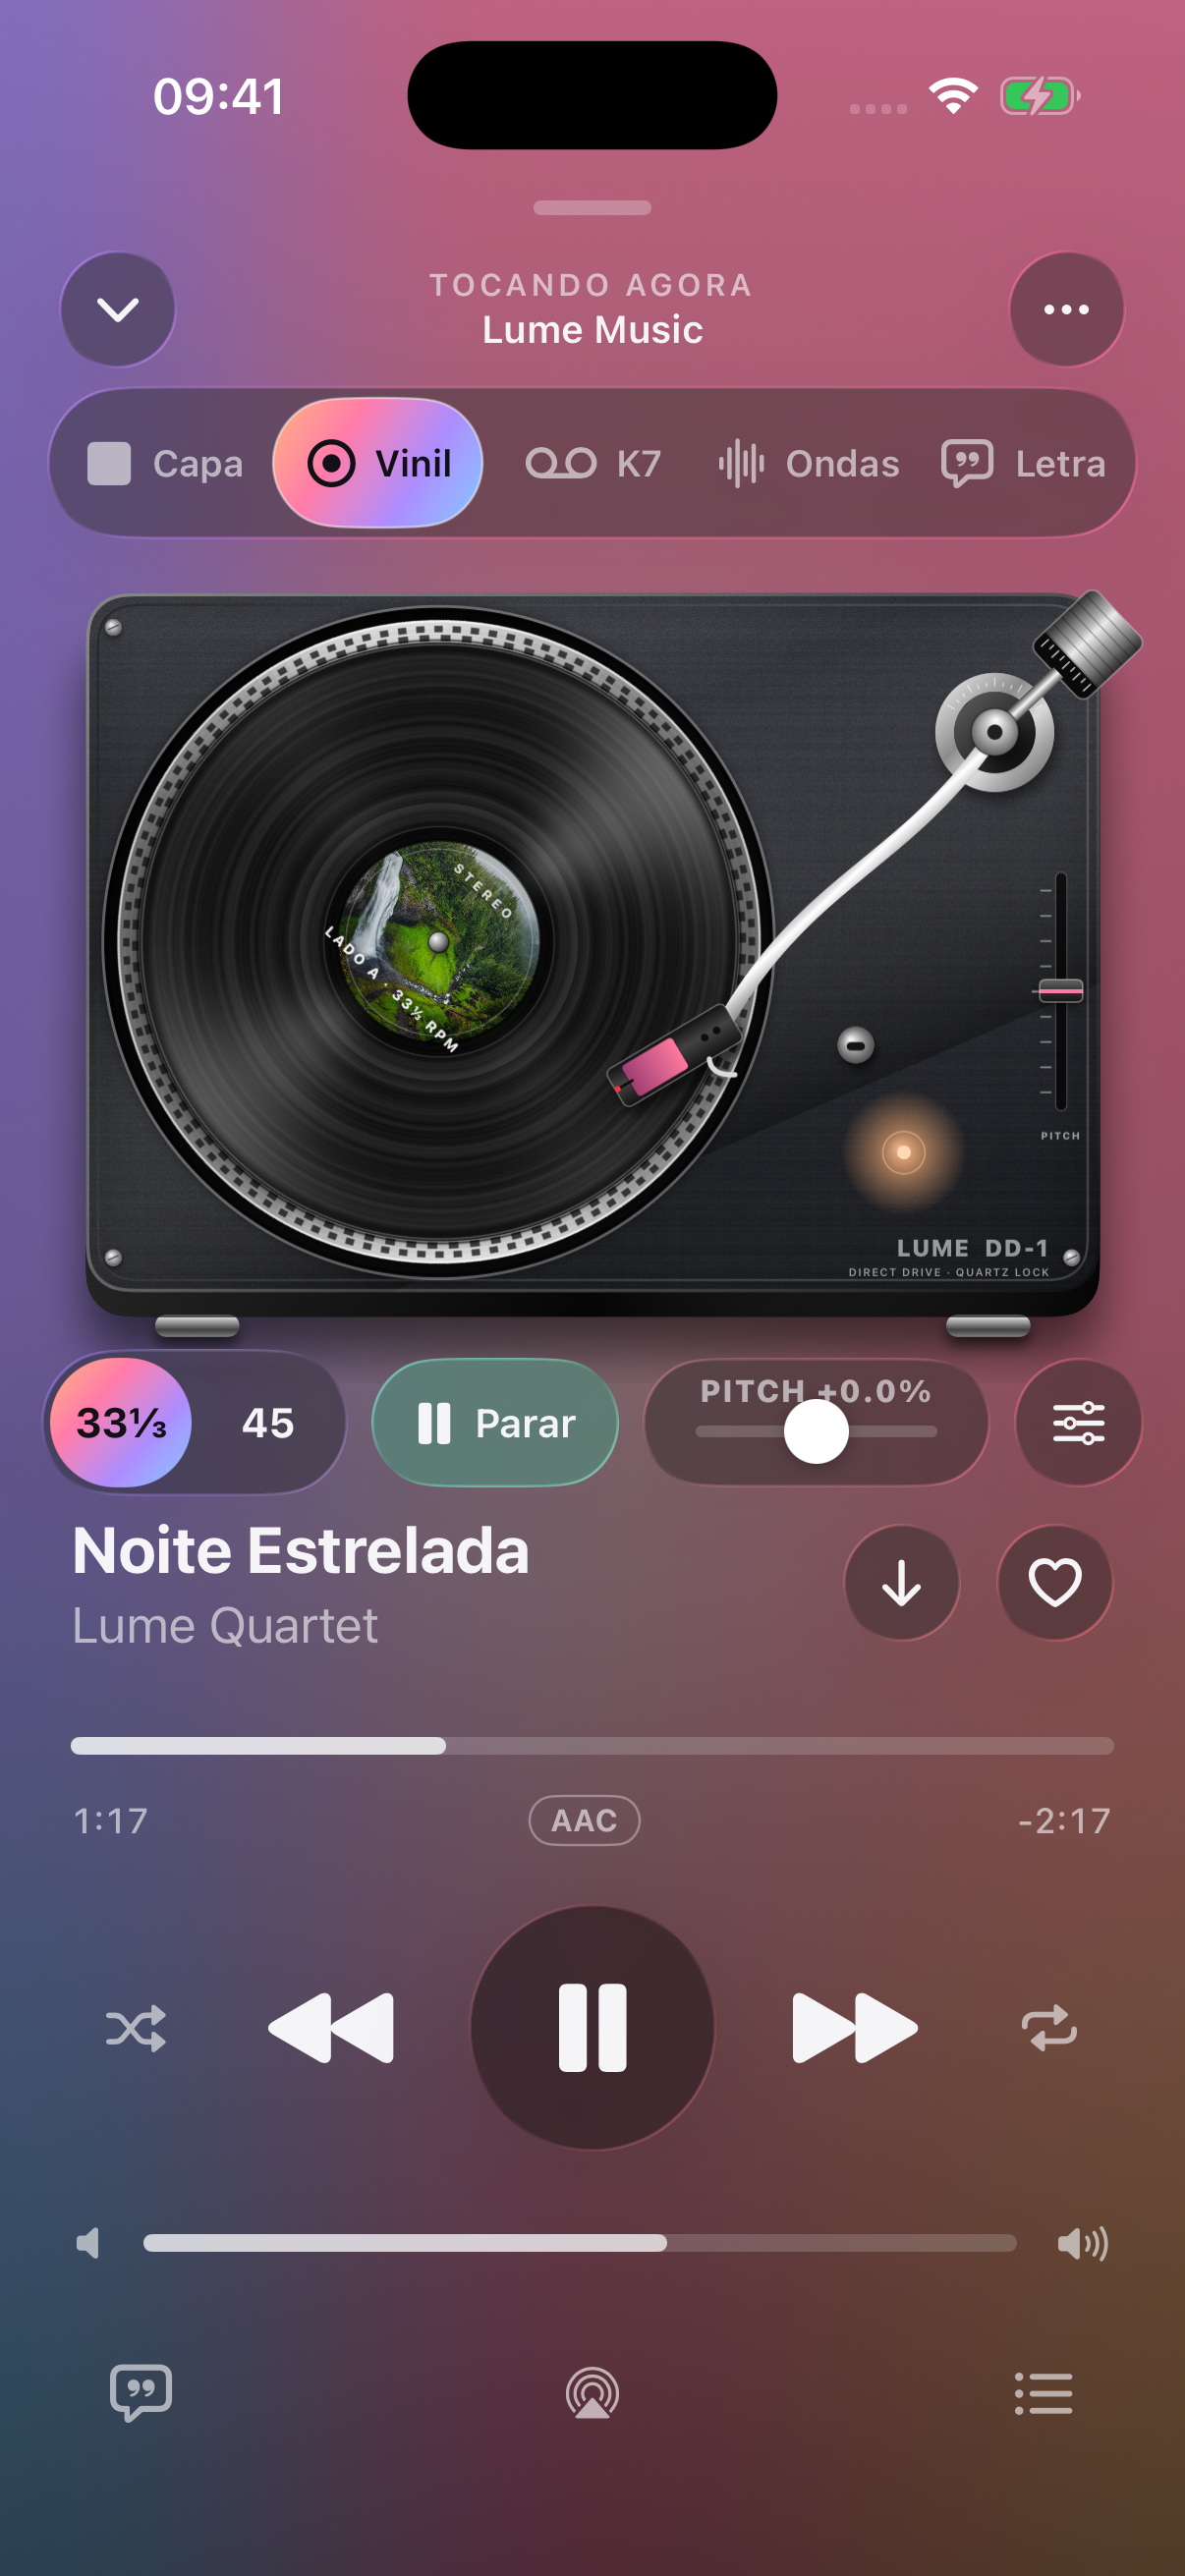 09:41
TOCANDO AGORA
Lume Music
Capa
Vinil
K7
Ondas
Letra
STEREO
LADO A · 33⅓ RPM
PITCH
LUME DD-1
DIRECT DRIVE · QUARTZ LOCK
33⅓
45
Parar
PITCH +0.0%
Noite Estrelada
Lume Quartet
1:17
AAC
-2:17